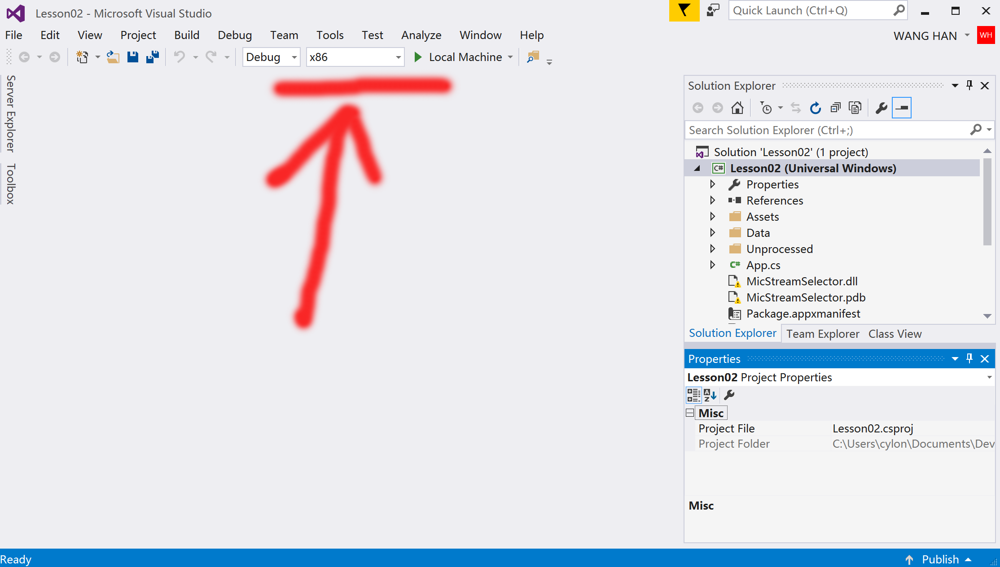 Lesson02 - Microsoft Visual Studio
Quick Launch (Ctrl+Q)
File Edit View Project Build Debug Team Tools Test Analyze Window Help
WANG HAN WH
Debug x86 Local Machine
Server Explorer
Toolbox
Solution Explorer
Search Solution Explorer (Ctrl+;)
Solution 'Lesson02' (1 project)
C# Lesson02 (Universal Windows)
Properties
References
Assets
Data
Unprocessed
C# App.cs
MicStreamSelector.dll
MicStreamSelector.pdb
Package.appxmanifest
Solution Explorer Team Explorer Class View
Properties
Lesson02 Project Properties
Misc
Project File Lesson02.csproj
Project Folder C:\Users\cylon\Documents\Dev
Misc
Ready
Publish